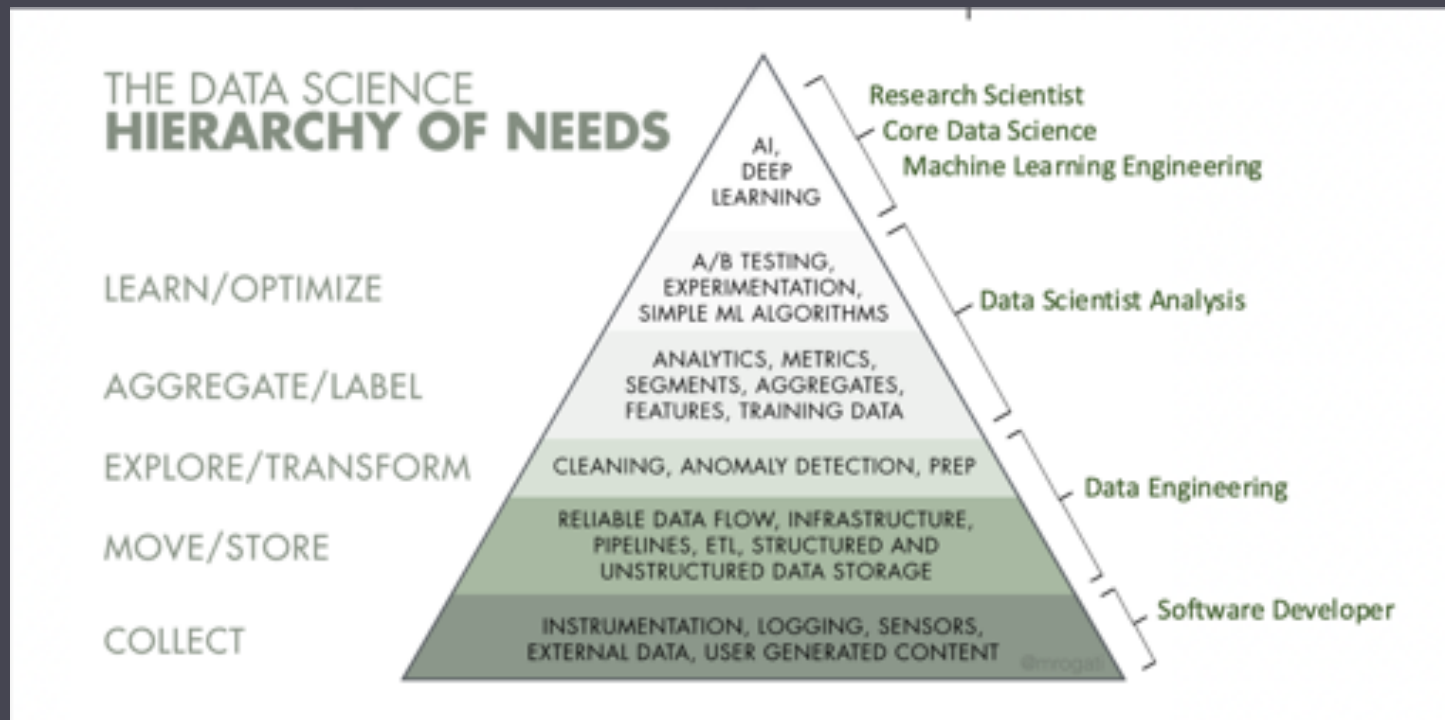 THE DATA SCIENCE
HIERARCHY OF NEEDS
AI,
DEEP
LEARNING
Research Scientist
Core Data Science
Machine Learning Engineering
LEARN/OPTIMIZE
A/B TESTING,
EXPERIMENTATION,
SIMPLE ML ALGORITHMS
Data Scientist Analysis
AGGREGATE/LABEL
ANALYTICS, METRICS,
SEGMENTS, AGGREGATES,
FEATURES, TRAINING DATA
EXPLORE/TRANSFORM
CLEANING, ANOMALY DETECTION, PREP
Data Engineering
MOVE/STORE
RELIABLE DATA FLOW, INFRASTRUCTURE,
PIPELINES, ETL, STRUCTURED AND
UNSTRUCTURED DATA STORAGE
COLLECT
INSTRUMENTATION, LOGGING, SENSORS,
EXTERNAL DATA, USER GENERATED CONTENT
Software Developer
@mrogati